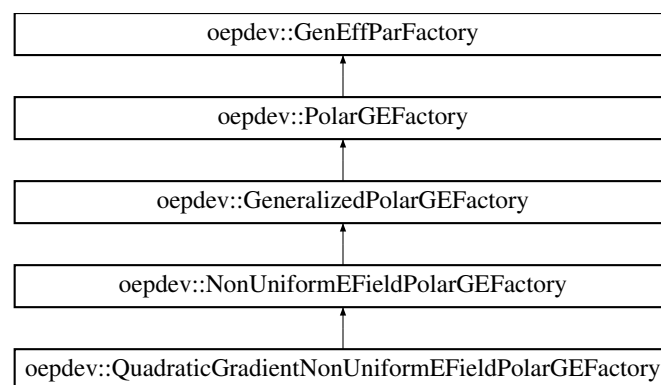 oepdev::GenEffParFactory
oepdev::PolarGEFactory
oepdev::GeneralizedPolarGEFactory
oepdev::NonUniformEFieldPolarGEFactory
oepdev::QuadraticGradientNonUniformEFieldPolarGEFactory